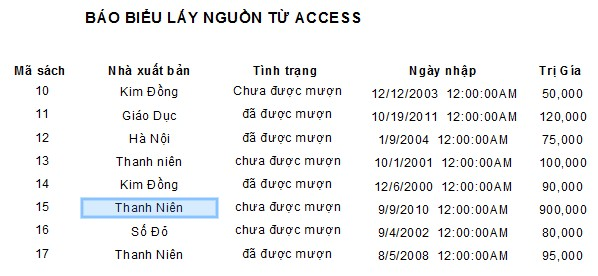 BÁO BIỂU LẤY NGUỒN TỪ ACCESS
Mã sách Nhà xuất bản Tình trạng Ngày nhập Trị Gía
10 Kim Đồng Chưa được mượn 12/12/2003 12:00:00AM 50,000
11 Giáo Dục đã được mượn 10/19/2011 12:00:00AM 120,000
12 Hà Nội đã được mượn 1/9/2004 12:00:00AM 75,000
13 Thanh niên chưa được mượn 10/1/2001 12:00:00AM 100,000
14 Kim Đồng đã được mượn 12/6/2000 12:00:00AM 90,000
15 Thanh Niên chưa được mượn 9/9/2010 12:00:00AM 900,000
16 Số Đỏ chưa được mượn 9/4/2002 12:00:00AM 80,000
17 Thanh Niên đã được mượn 8/5/2008 12:00:00AM 95,000